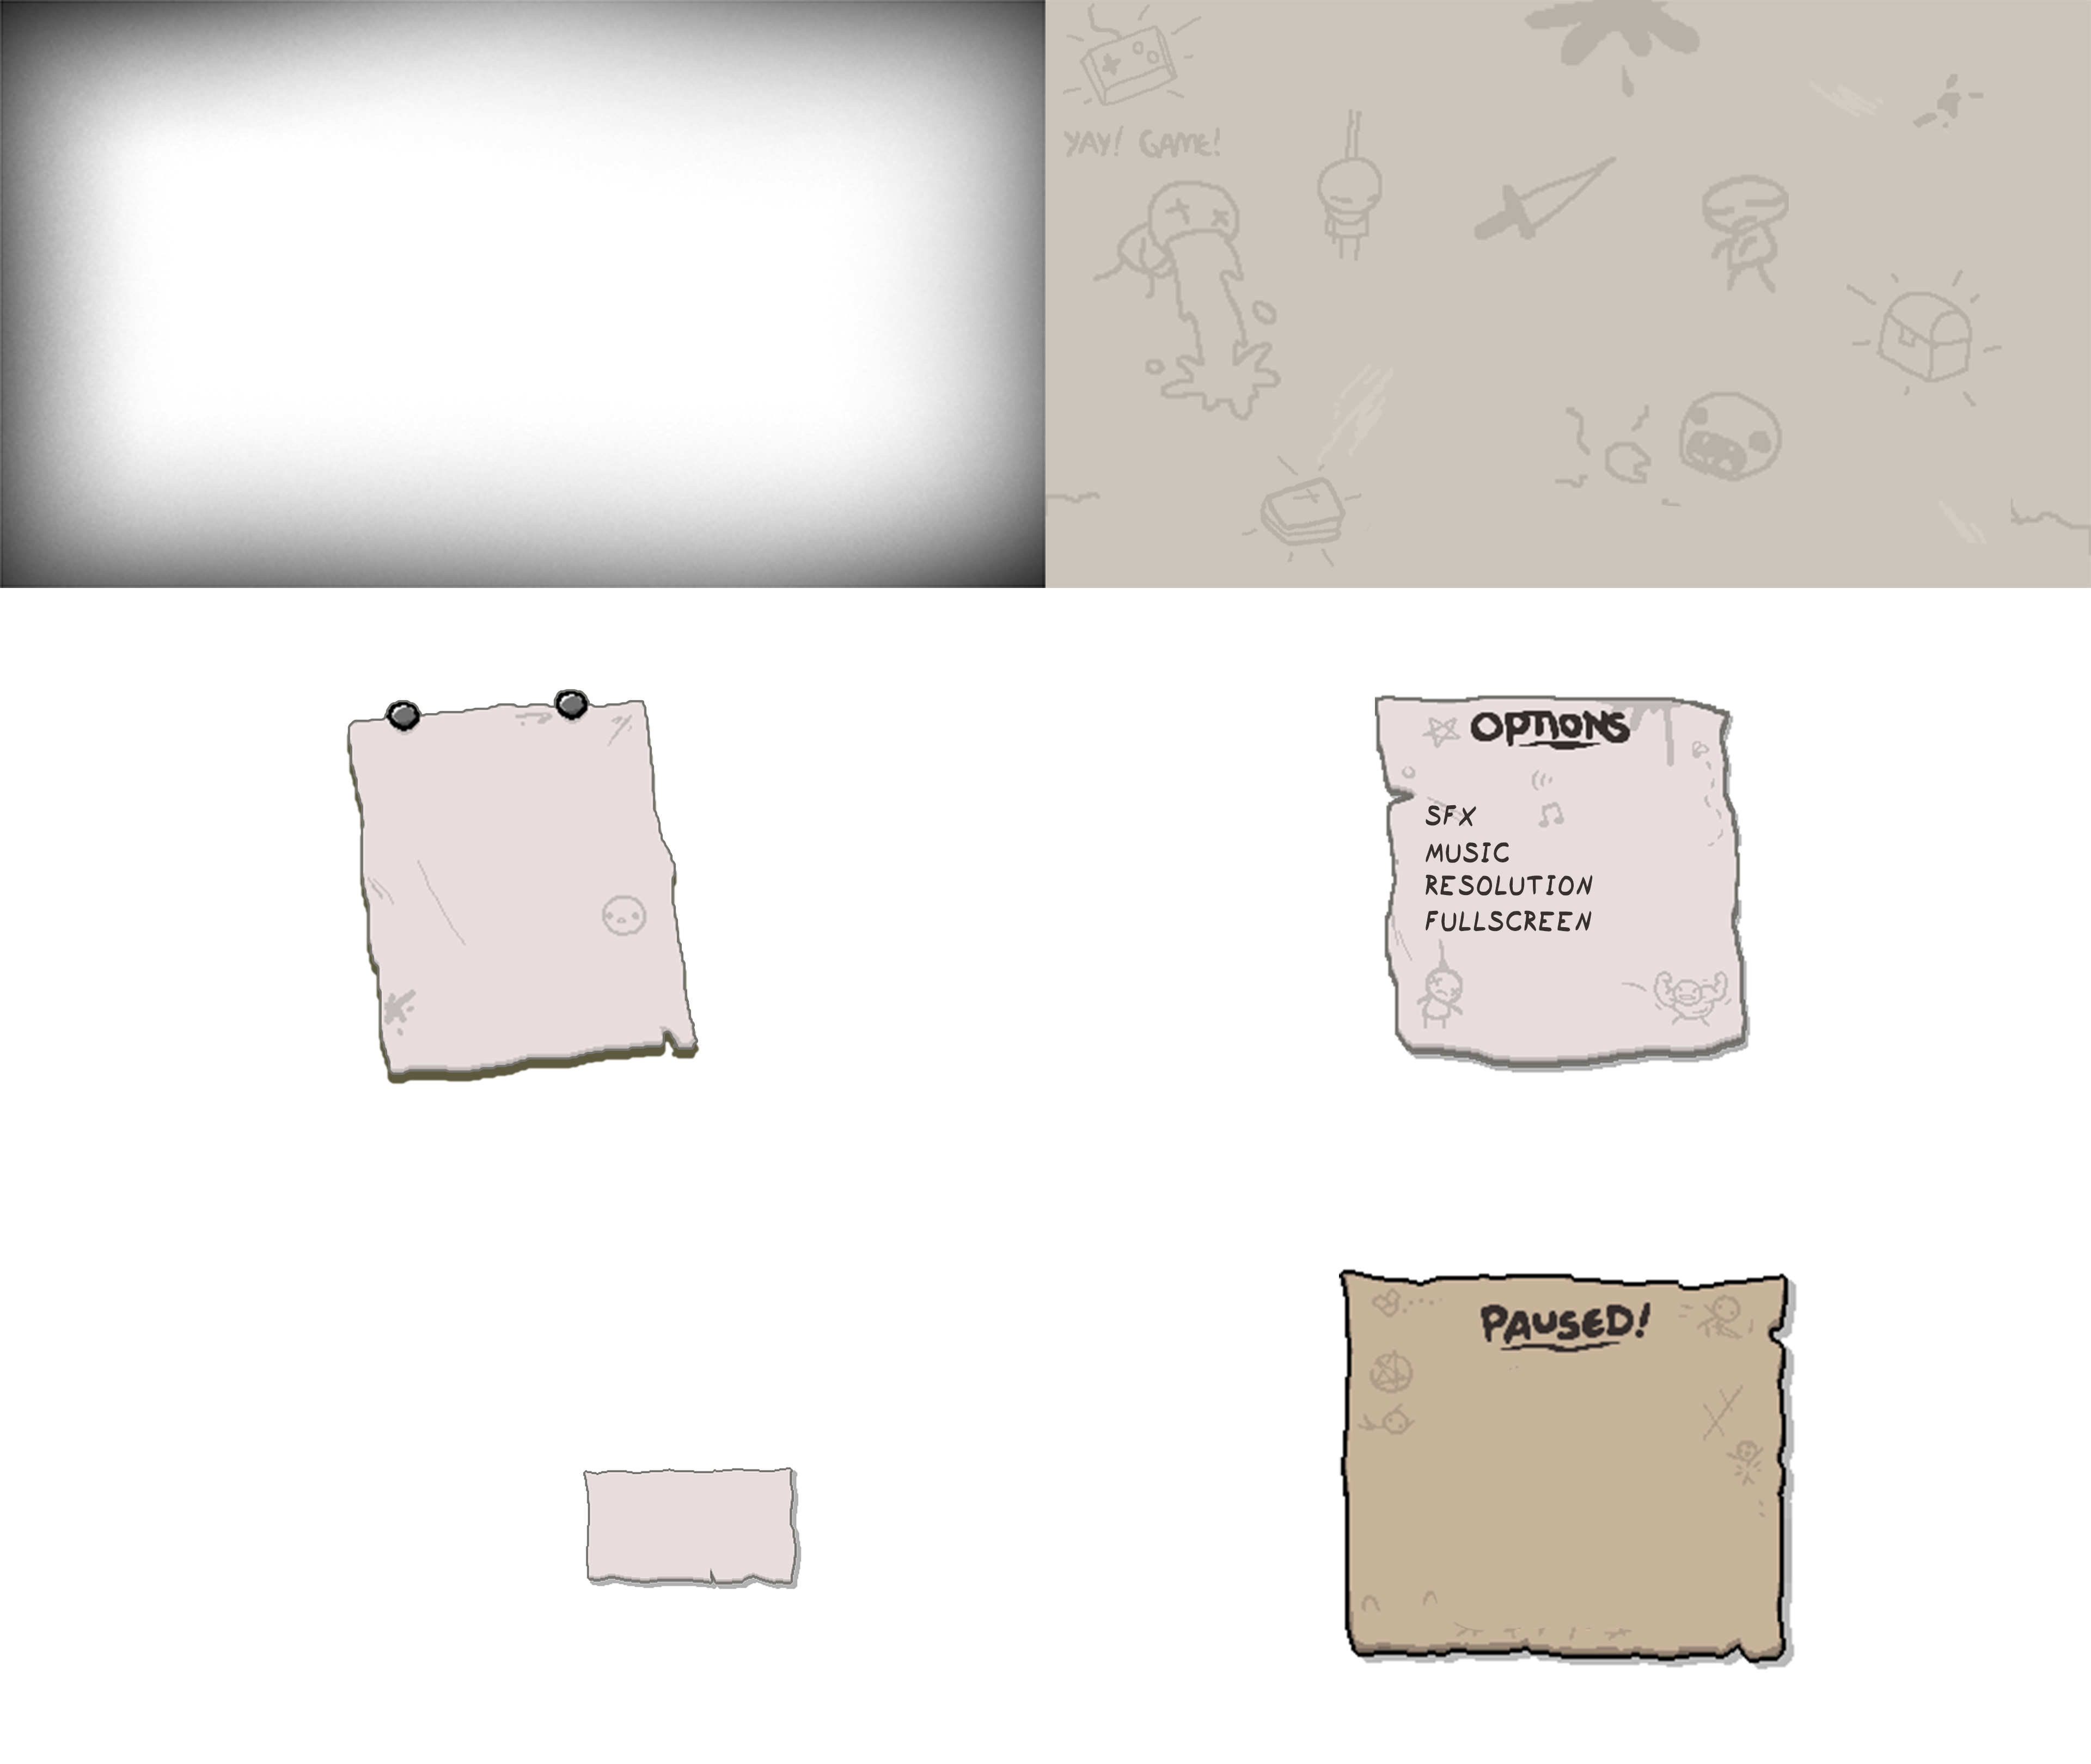 YAY! GAME!
OPTIONS
SFX
MUSIC
RESOLUTION
FULLSCREEN
PAUSED!